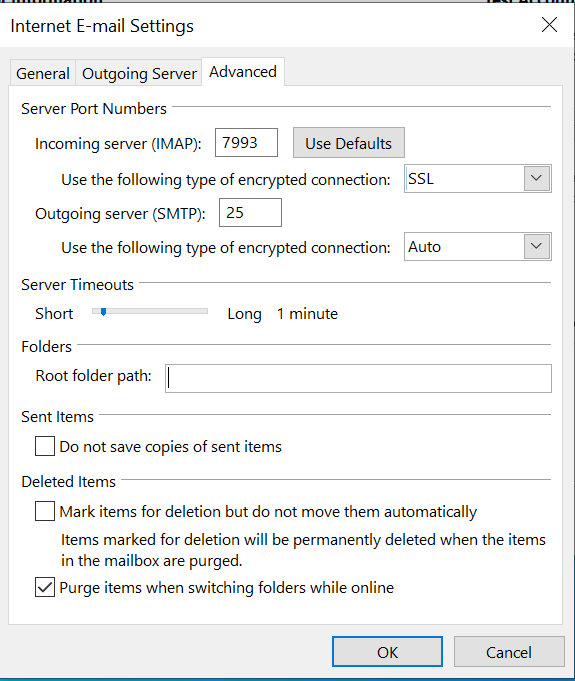 Internet E-mail Settings
General Outgoing Server Advanced
Server Port Numbers
Incoming server (IMAP): 7993 Use Defaults
Use the following type of encrypted connection: SSL
Outgoing server (SMTP): 25
Use the following type of encrypted connection: Auto
Server Timeouts
Short Long 1 minute
Folders
Root folder path:
Sent Items
Do not save copies of sent items
Deleted Items
Mark items for deletion but do not move them automatically
Items marked for deletion will be permanently deleted when the items
in the mailbox are purged.
Purge items when switching folders while online
OK Cancel